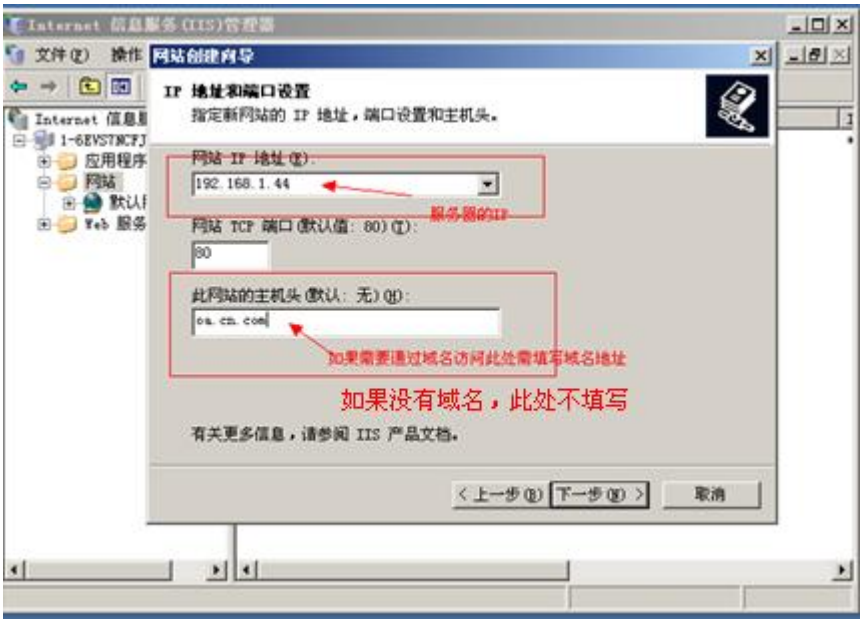 Internet 信息服务(IIS)管理器
文件(F) 操作
网站创建向导
IP 地址和端口设置
指定新网站的 IP 地址，端口设置和主机头。
Internet 信息服
1-6EVSTNCFJ
应用程序
网站
默认
Web 服务
网站 IP 地址(E):
192.168.1.44
服务器的IP
网站 TCP 端口(默认值: 80)(T):
80
此网站的主机头(默认: 无)(H):
oa.cn.com
如果需要通过域名访问此处需填写域名地址
如果没有域名，此处不填写
有关更多信息，请参阅 IIS 产品文档。
< 上一步(B) 下一步(N) > 取消